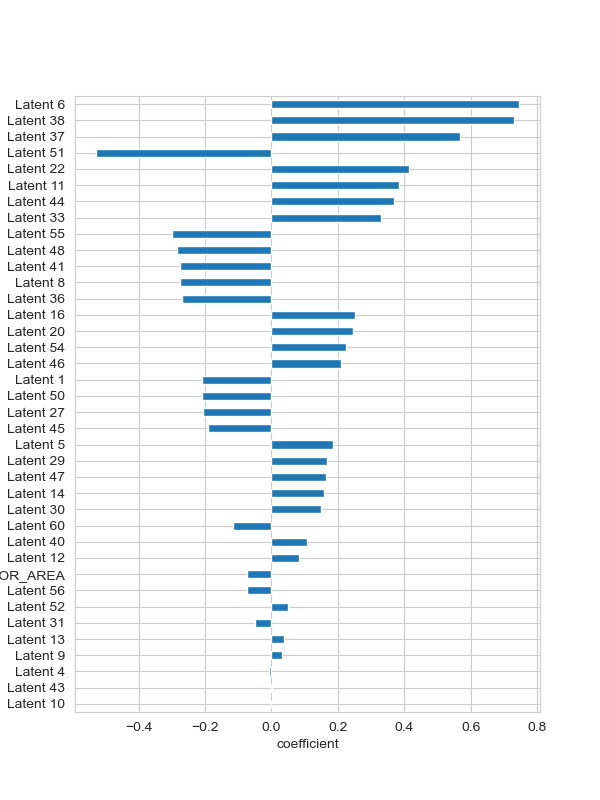 Latent 6
Latent 38
Latent 37
Latent 51
Latent 22
Latent 11
Latent 44
Latent 33
Latent 55
Latent 48
Latent 41
Latent 8
Latent 36
Latent 16
Latent 20
Latent 54
Latent 46
Latent 1
Latent 50
Latent 27
Latent 45
Latent 5
Latent 29
Latent 47
Latent 14
Latent 30
Latent 60
Latent 40
Latent 12
OR_AREA
Latent 56
Latent 52
Latent 31
Latent 13
Latent 9
Latent 4
Latent 43
Latent 10
−0.4 −0.2 0.0 0.2 0.4 0.6 0.8
coefficient